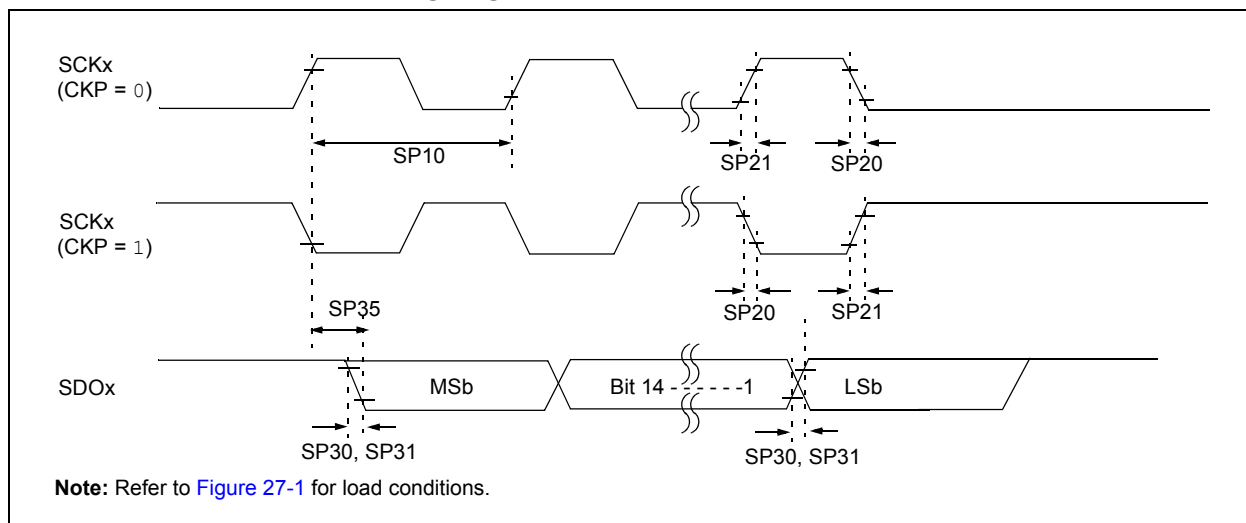 SCKx
(CKP = 0)
SP10
SP21
SP20
SCKx
(CKP = 1)
SP35
SP20
SP21
SDOx
MSb
Bit 14 - - - - - -1
LSb
SP30, SP31
SP30, SP31
Note: Refer to Figure 27-1 for load conditions.